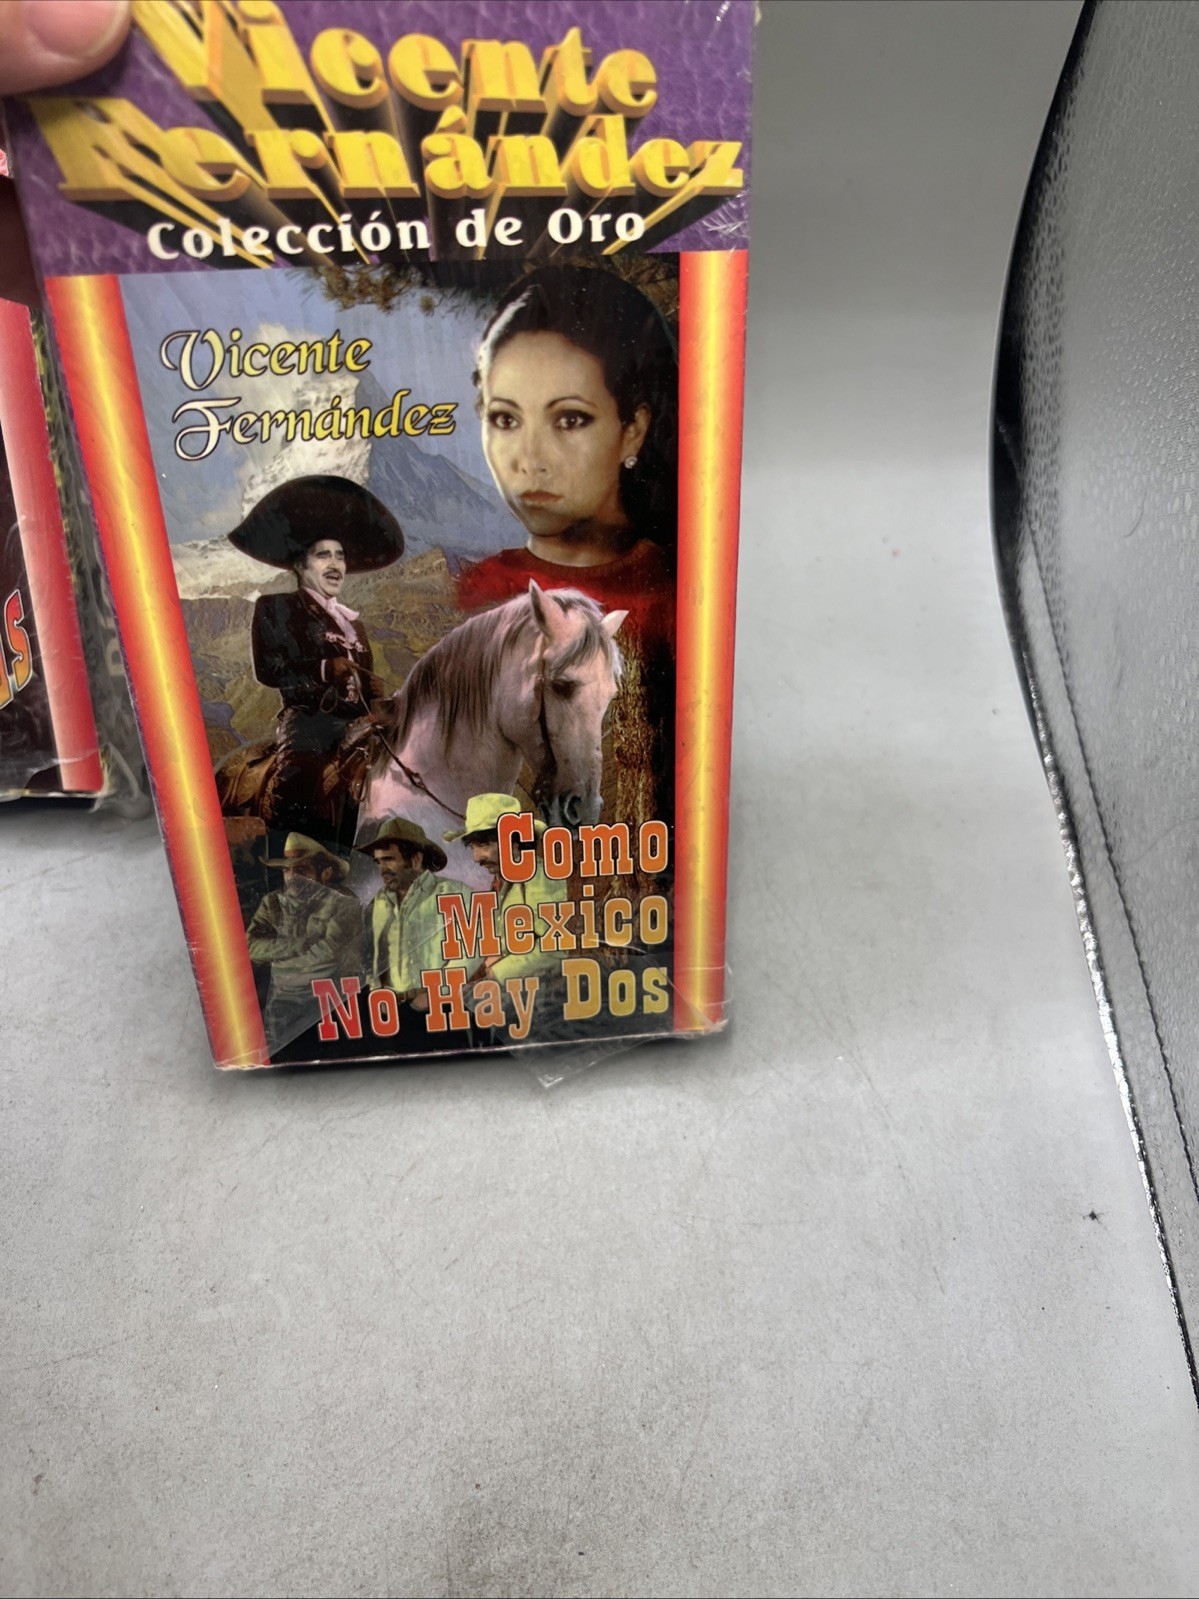 Vicente
Fernández
Colección de Oro
Vicente
Fernández
Como
Mexico
No Hay Dos